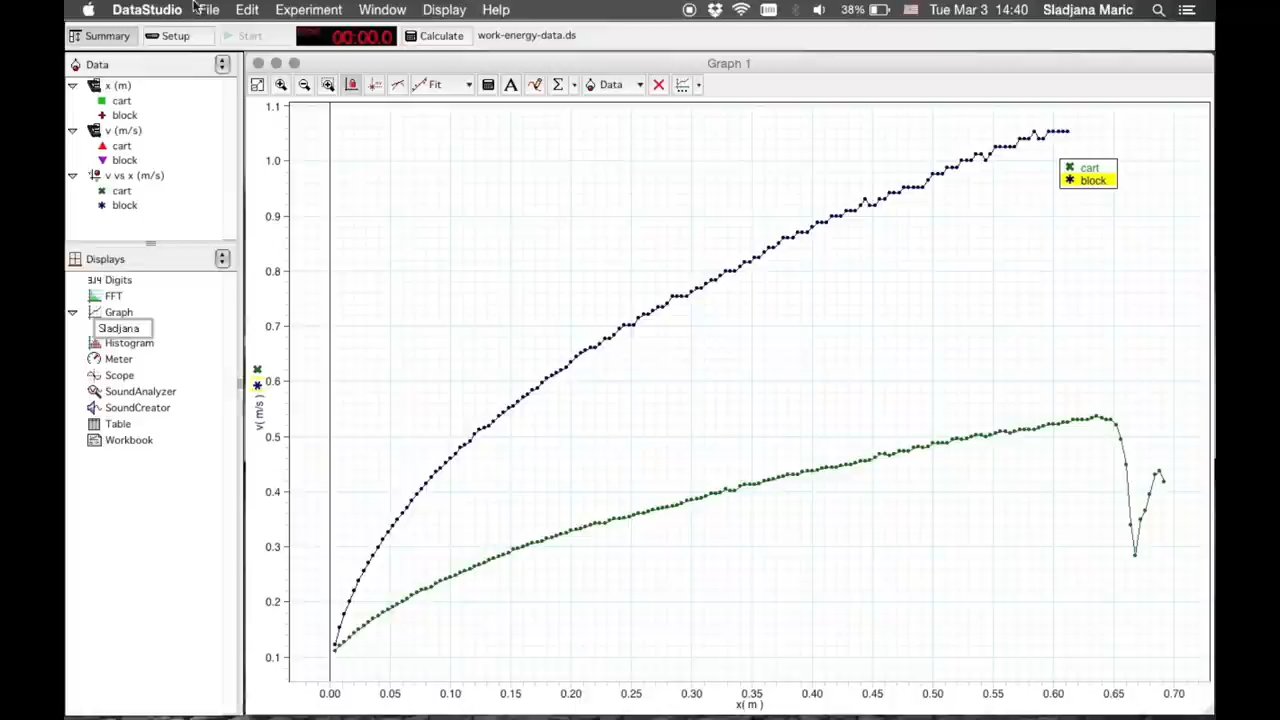 DataStudio File Edit Experiment Window Display Help 38% Tue Mar 3 14:40 Sladjana Maric
Summary Setup Start 00:00.0 Calculate work-energy-data.ds
Data
x (m)
cart
block
v (m/s)
cart
block
v vs x (m/s)
cart
block
Displays
3.14 Digits
FFT
Graph
Sladjana
Histogram
Meter
Scope
SoundAnalyzer
SoundCreator
Table
Workbook
Graph 1
A Fit Σ Data
1.1
1.0
0.9
0.8
0.7
0.6
0.5
0.4
0.3
0.2
0.1
v( m/s )
cart
block
0.00 0.05 0.10 0.15 0.20 0.25 0.30 0.35 0.40 0.45 0.50 0.55 0.60 0.65 0.70
x( m )